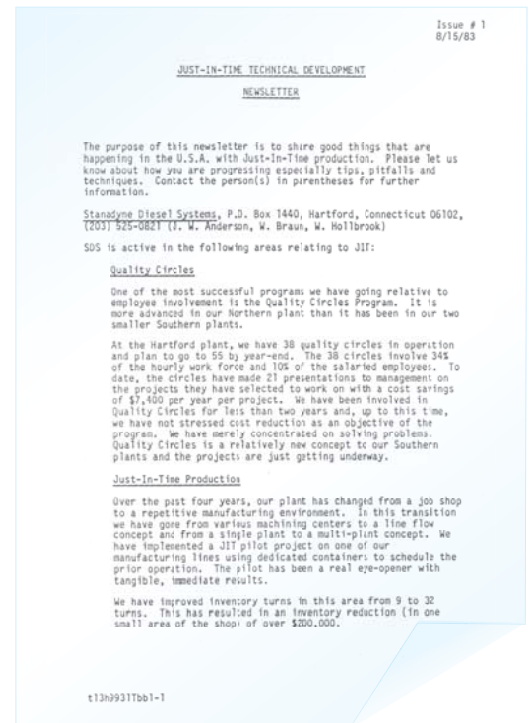 Issue # 1
8/15/83
JUST-IN-TIME TECHNICAL DEVELOPMENT
NEWSLETTER
The purpose of this newsletter is to share good things that are
happening in the U.S.A. with Just-In-Time production. Please let us
know about how you are progressing especially tips, pitfalls and
techniques. Contact the person(s) in parentheses for further
information.
Stanadyne Diesel Systems, P.O. Box 1440, Hartford, Connecticut 06102,
(203) 525-0821 (I. W. Anderson, W. Braun, W. Hollbrook)
SDS is active in the following areas relating to JIT:
Quality Circles
One of the most successful programs we have going relative to
employee involvement is the Quality Circles Program. It is
more advanced in our Northern plant than it has been in our two
smaller Southern plants.
At the Hartford plant, we have 38 quality circles in operation
and plan to go to 55 by year-end. The 38 circles involve 34%
of the hourly work force and 10% of the salaried employees. To
date, the circles have made 21 presentations to management on
the projects they have selected to work on with a cost savings
of $7,400 per year per project. We have been involved in
Quality Circles for less than two years and, up to this time,
we have not stressed cost reduction as an objective of the
program. We have merely concentrated on solving problems.
Quality Circles is a relatively new concept to our Southern
plants and the projects are just getting underway.
Just-In-Time Production
Over the past four years, our plant has changed from a job shop
to a repetitive manufacturing environment. In this transition
we have gone from various machining centers to a line flow
concept and from a single plant to a multi-plant concept. We
have implemented a JIT pilot project on one of our
manufacturing lines using dedicated containers to schedule the
prior operation. The pilot has been a real eye-opener with
tangible, immediate results.
We have improved inventory turns in this area from 9 to 32
turns. This has resulted in an inventory reduction (in one
small area of the shop) of over $200,000.
t13h9931Tbb1-1